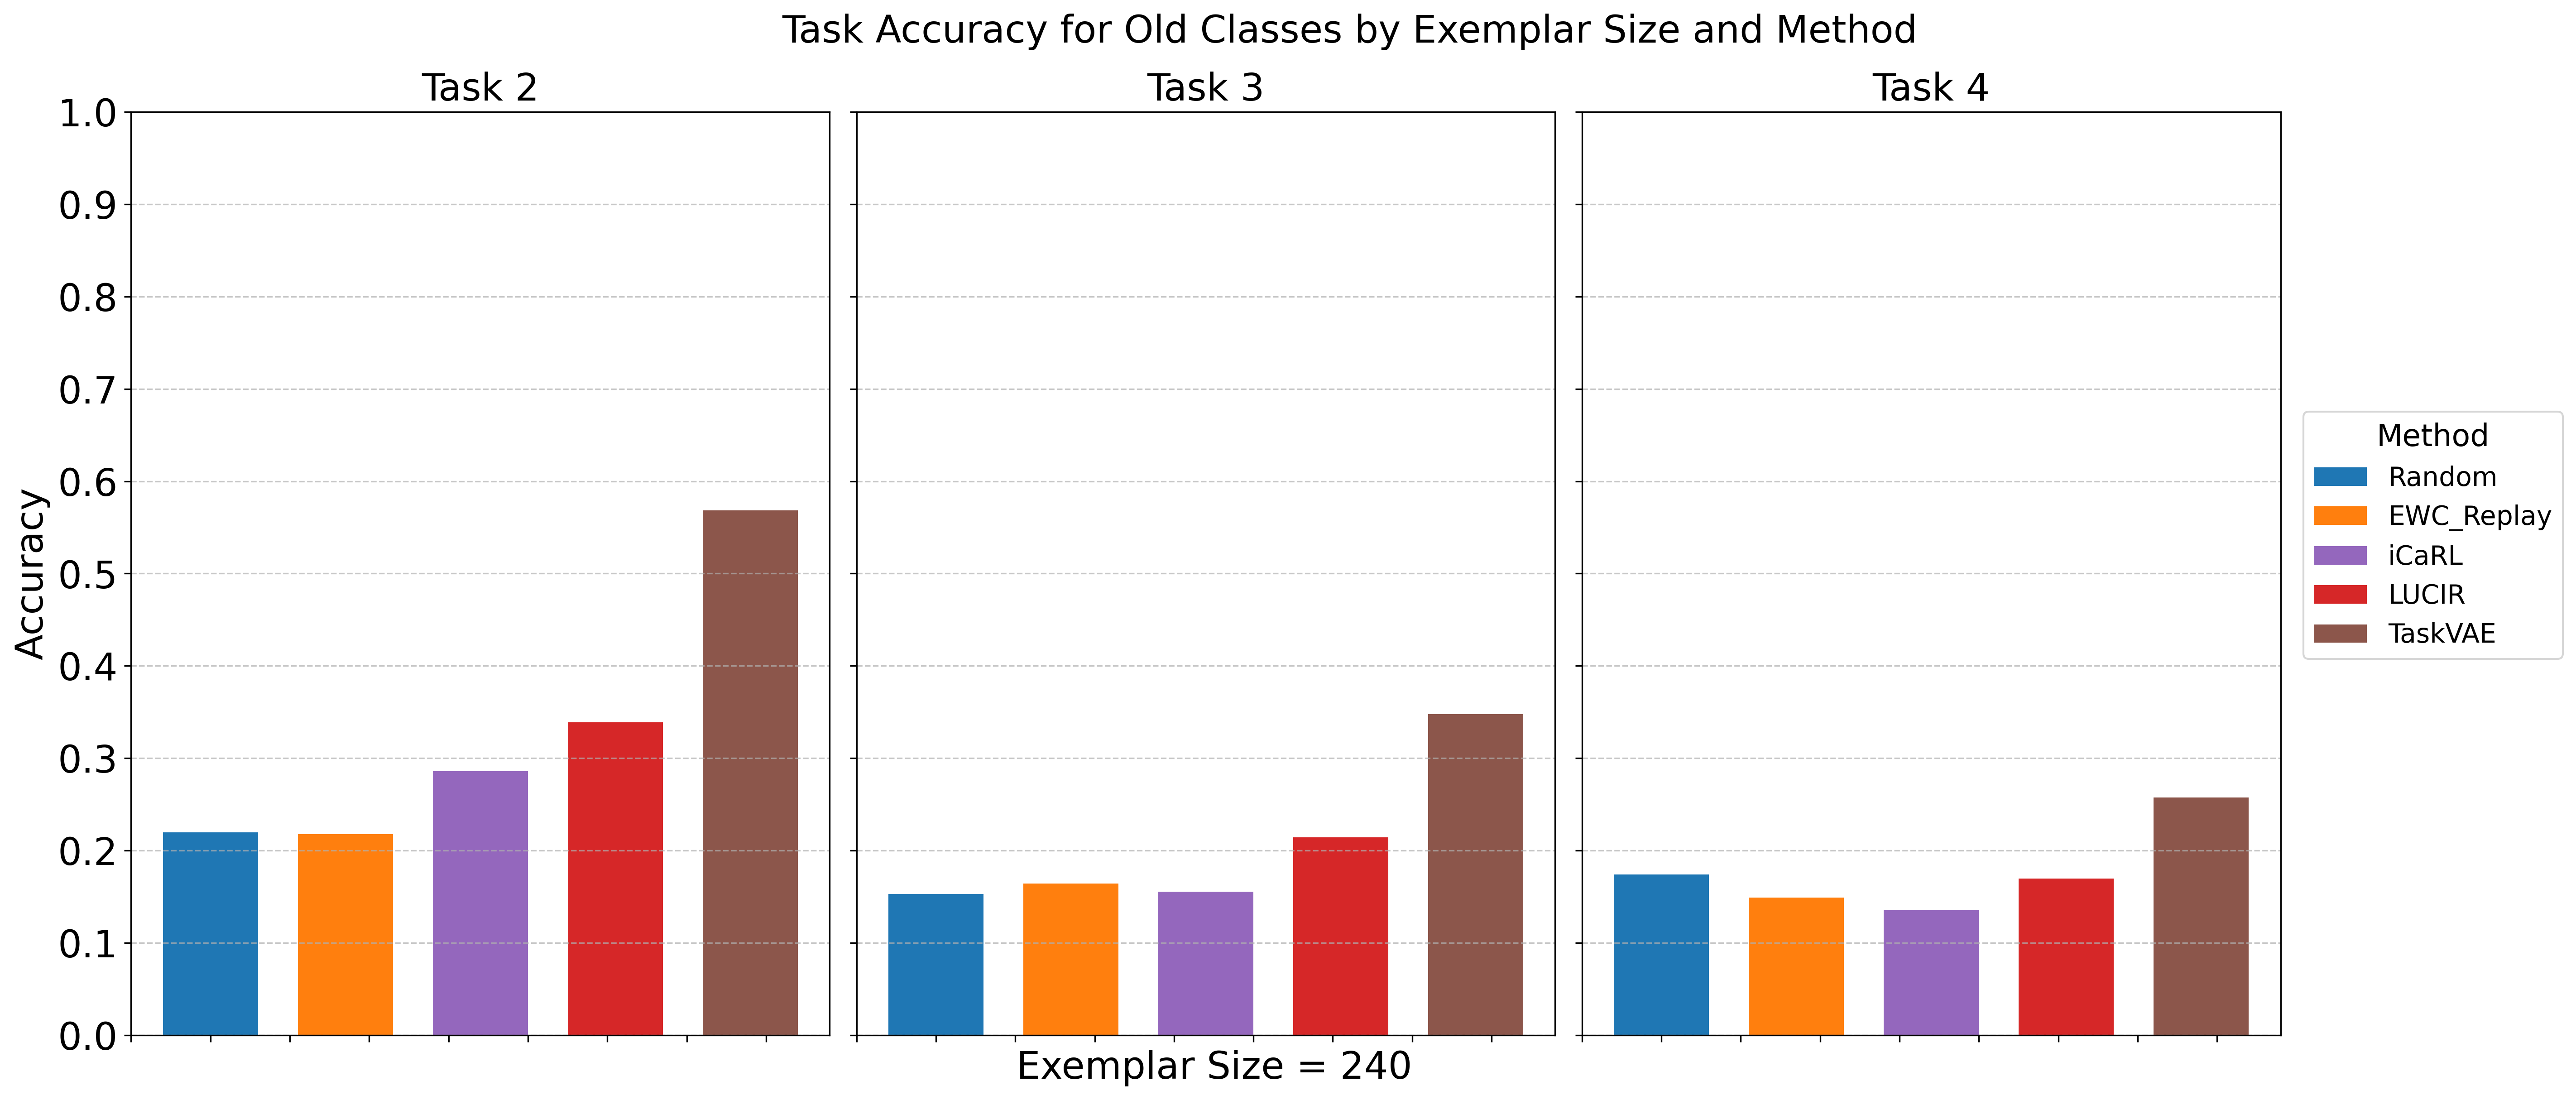 Task Accuracy for Old Classes by Exemplar Size and Method
Task 2
Task 3
Task 4
1.0
0.9
0.8
0.7
0.6
0.5
0.4
0.3
0.2
0.1
0.0
Accuracy
Exemplar Size = 240
Method
Random
EWC_Replay
iCaRL
LUCIR
TaskVAE